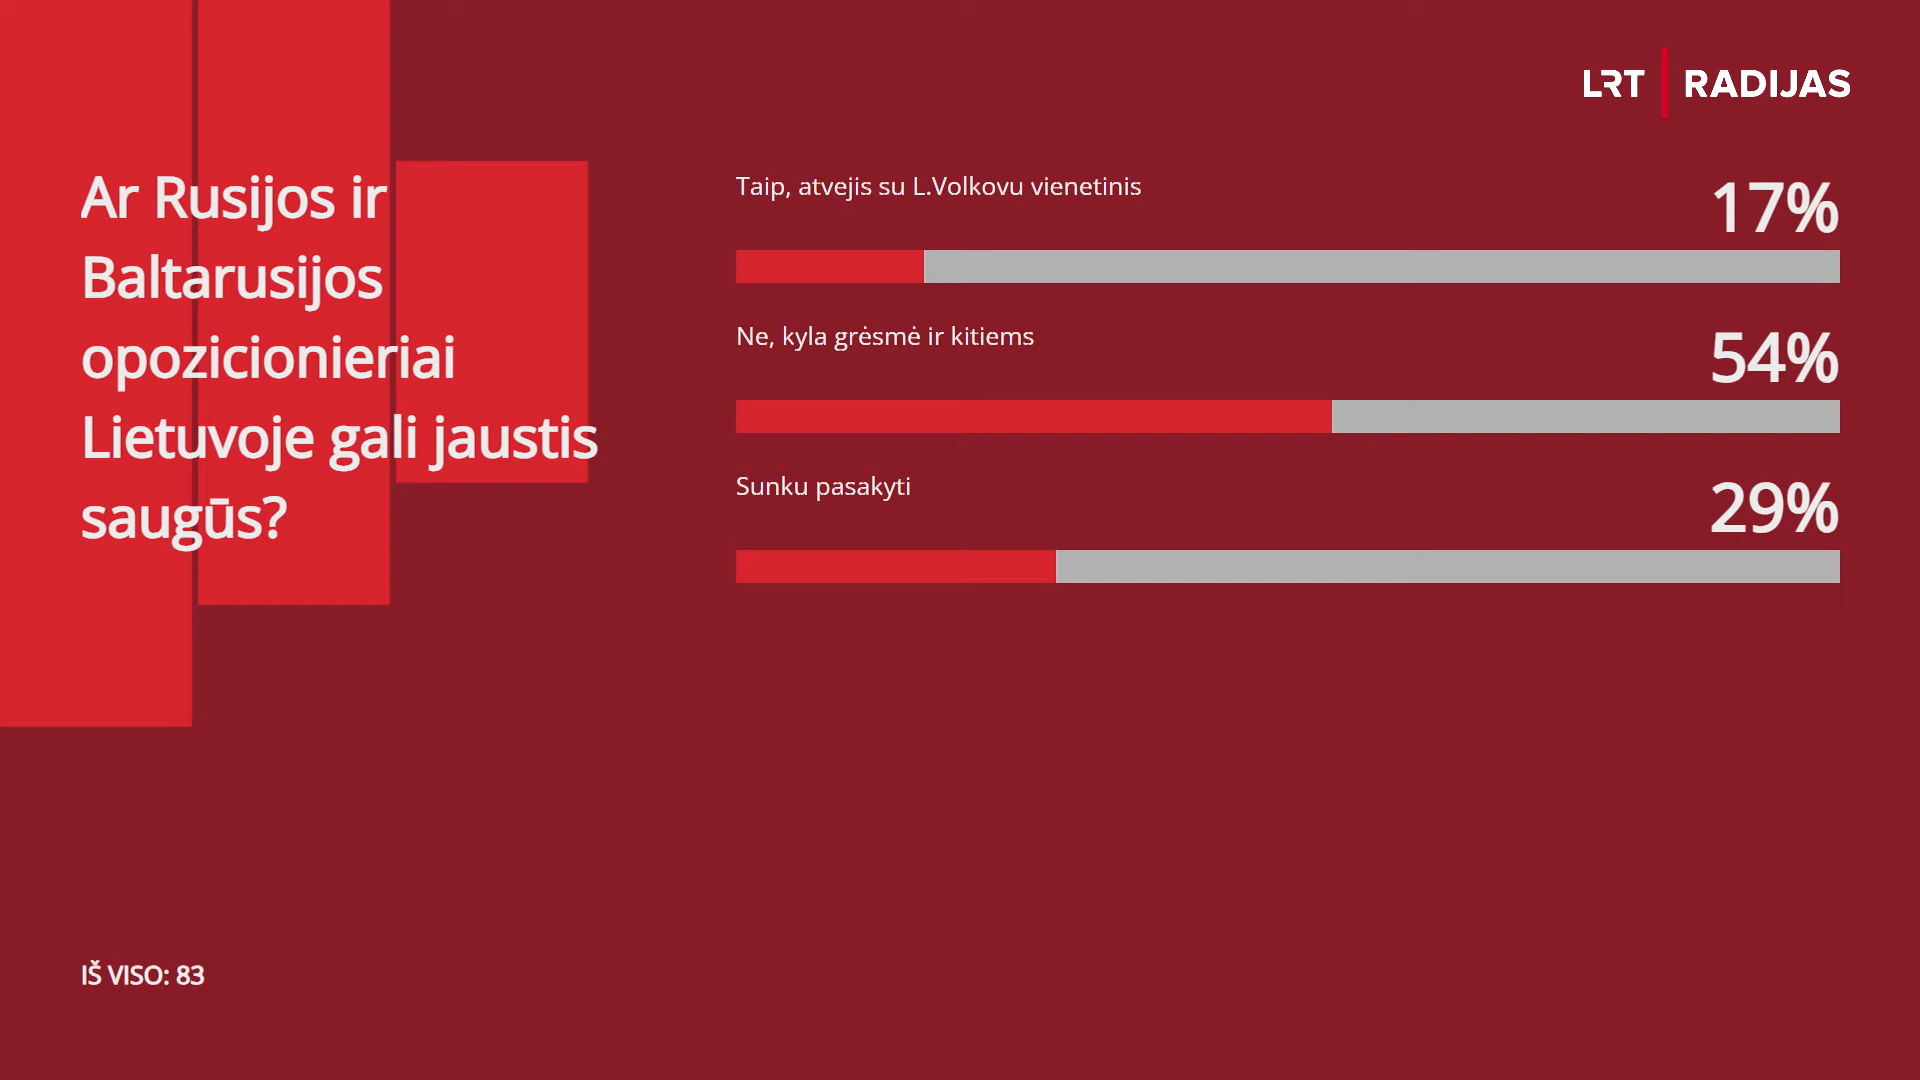 LRT RADIJAS
Ar Rusijos ir
Baltarusijos
opozicionieriai
Lietuvoje gali jaustis
saugūs?
Taip, atvejis su L.Volkovu vienetinis
17%
Ne, kyla grėsmė ir kitiems
54%
Sunku pasakyti
29%
IŠ VISO: 83